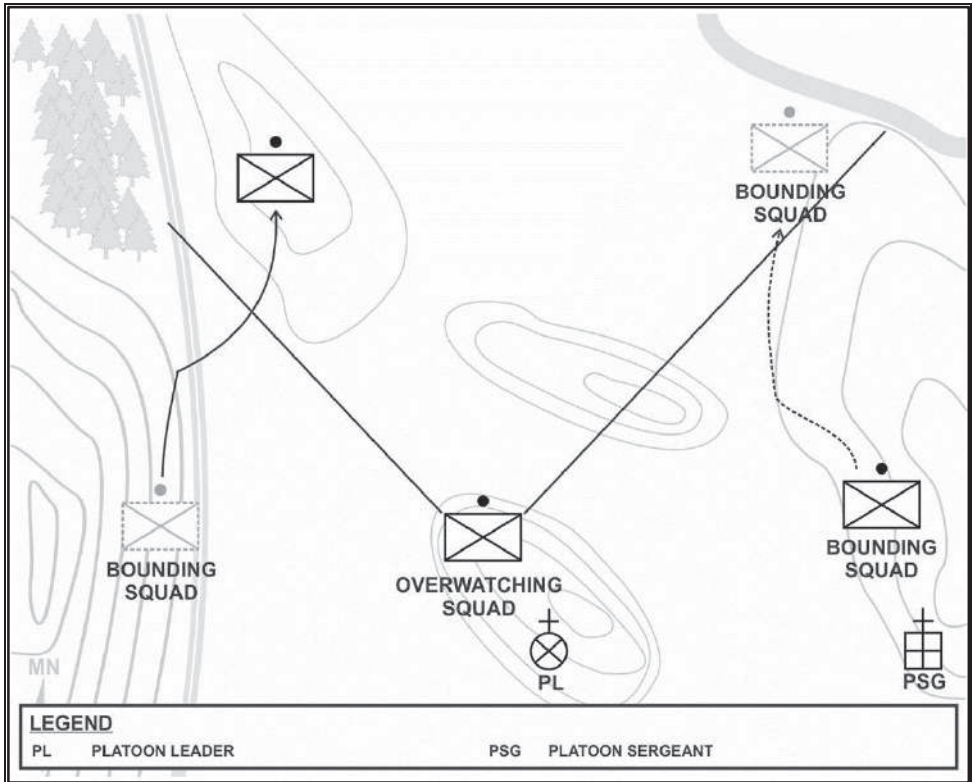 BOUNDING
SQUAD
BOUNDING
SQUAD
OVERWATCHING
SQUAD
BOUNDING
SQUAD
MN
PL
PSG
LEGEND
PL PLATOON LEADER PSG PLATOON SERGEANT